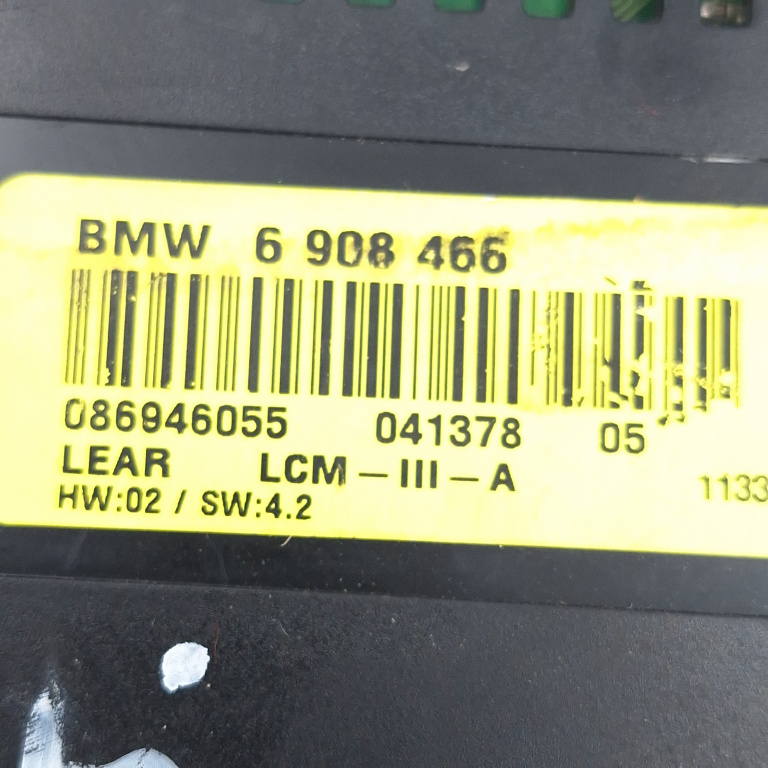 BMW 6 908 466
086946055 041378 05
LEAR LCM-III-A 1133
HW:02 / SW:4.2